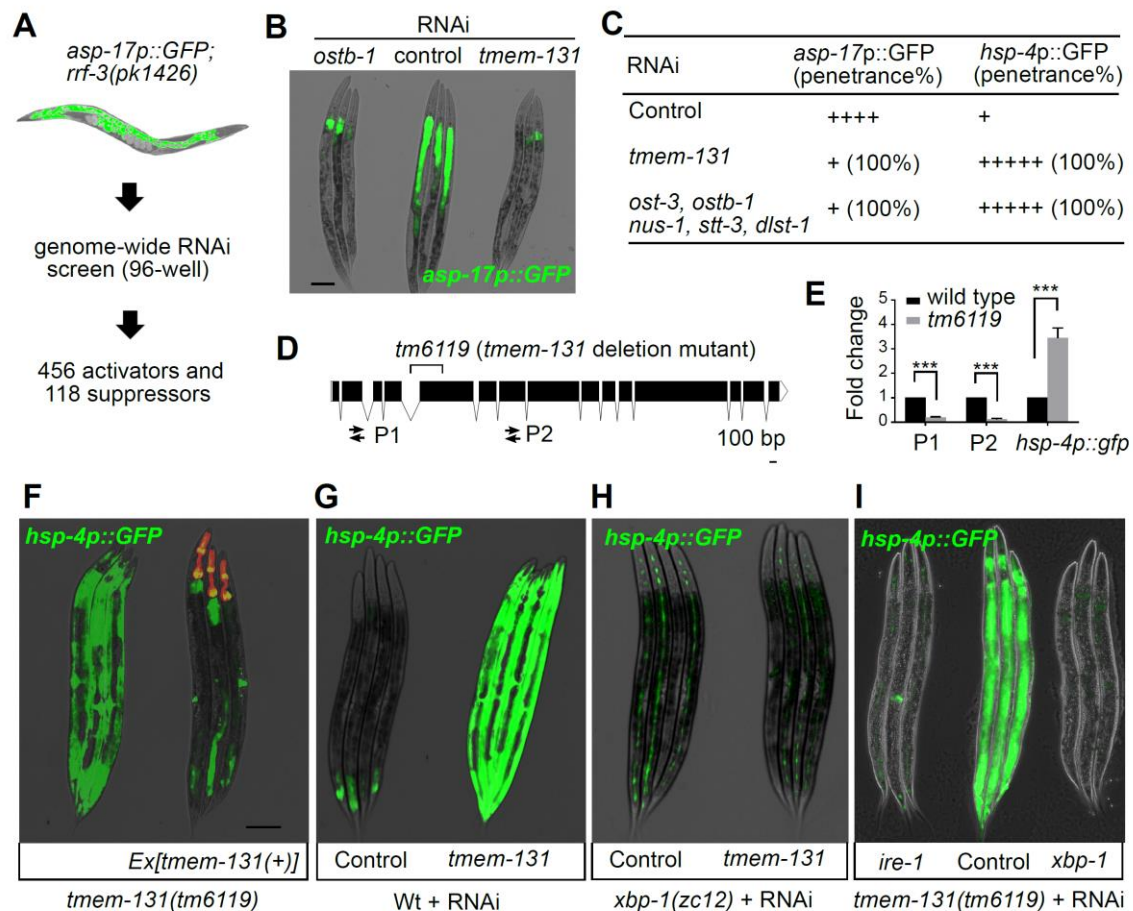 A
asp-17p::GFP;
rrf-3(pk1426)
genome-wide RNAi
screen (96-well)
456 activators and
118 suppressors
B
RNAi
ostb-1 control tmem-131
asp-17p::GFP
C
RNAi
asp-17p::GFP
(penetrance%)
hsp-4p::GFP
(penetrance%)
Control ++++ +
tmem-131 + (100%) +++++ (100%)
ost-3, ostb-1
nus-1, stt-3, dlst-1
+ (100%) +++++ (100%)
D
tm6119 (tmem-131 deletion mutant)
P1 P2 100 bp
E
Fold change
5
4
3
2
1
0
wild type
tm6119
*** *** ***
P1 P2 hsp-4p::gfp
F
hsp-4p::GFP
Ex[tmem-131(+)]
tmem-131(tm6119)
G
hsp-4p::GFP
Control tmem-131
Wt + RNAi
H
hsp-4p::GFP
Control tmem-131
xbp-1(zc12) + RNAi
I
hsp-4p::GFP
ire-1 Control xbp-1
tmem-131(tm6119) + RNAi